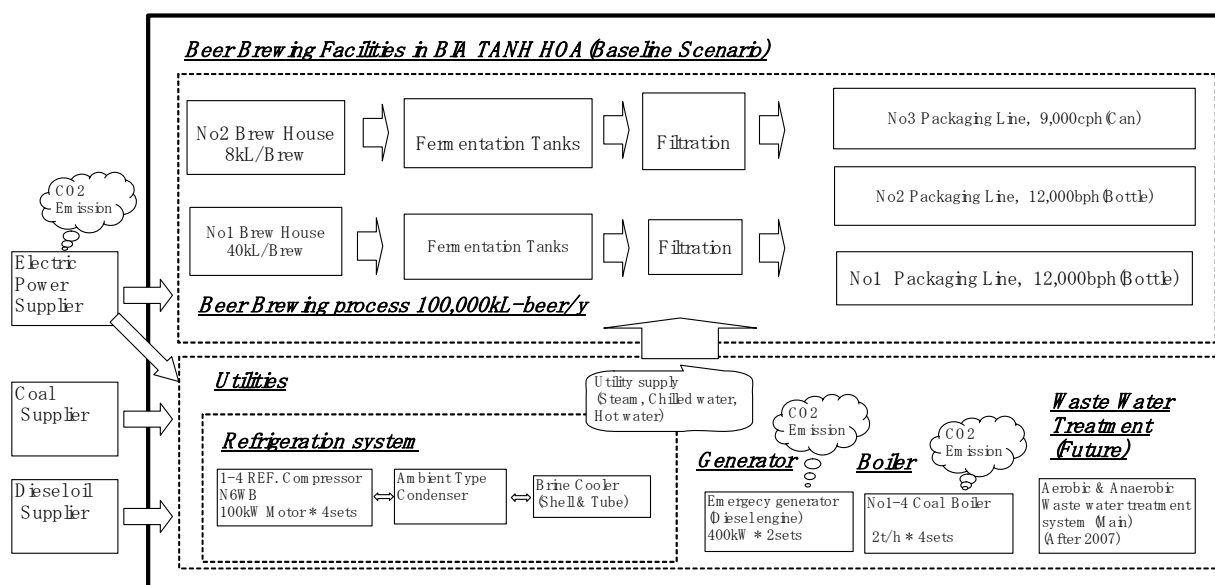 Beer Brewing Facilities in BIA TANH HOA (Baseline Scenario)
No2 Brew House
8kL/Brew
Fermentation Tanks
Filtration
No3 Packaging Line, 9,000cph(Can)
No2 Packaging Line, 12,000bph(Bottle)
CO2
Emission
No1 Brew House
40kL/Brew
Fermentation Tanks
Filtration
No1 Packaging Line, 12,000bph(Bottle)
Electric
Power
Supplier
Beer Brewing process 100,000kL-beer/y
Utilities
Utility supply
(Steam, Chilled water,
Hot water)
Coal
Supplier
Refrigeration system
1-4 REF. Compressor
N6WB
100kW Motor * 4sets
Ambient Type
Condenser
Brine Cooler
(Shell & Tube)
Diesel oil
Supplier
CO2
Emission
Generator
Emergecy generator
(Diesel engine)
400kW * 2sets
CO2
Emission
Boiler
No1-4 Coal Boiler
2t/h * 4sets
Waste Water
Treatment
(Future)
Aerobic & Anaerobic
Waste water treatment
system (Main)
(After 2007)